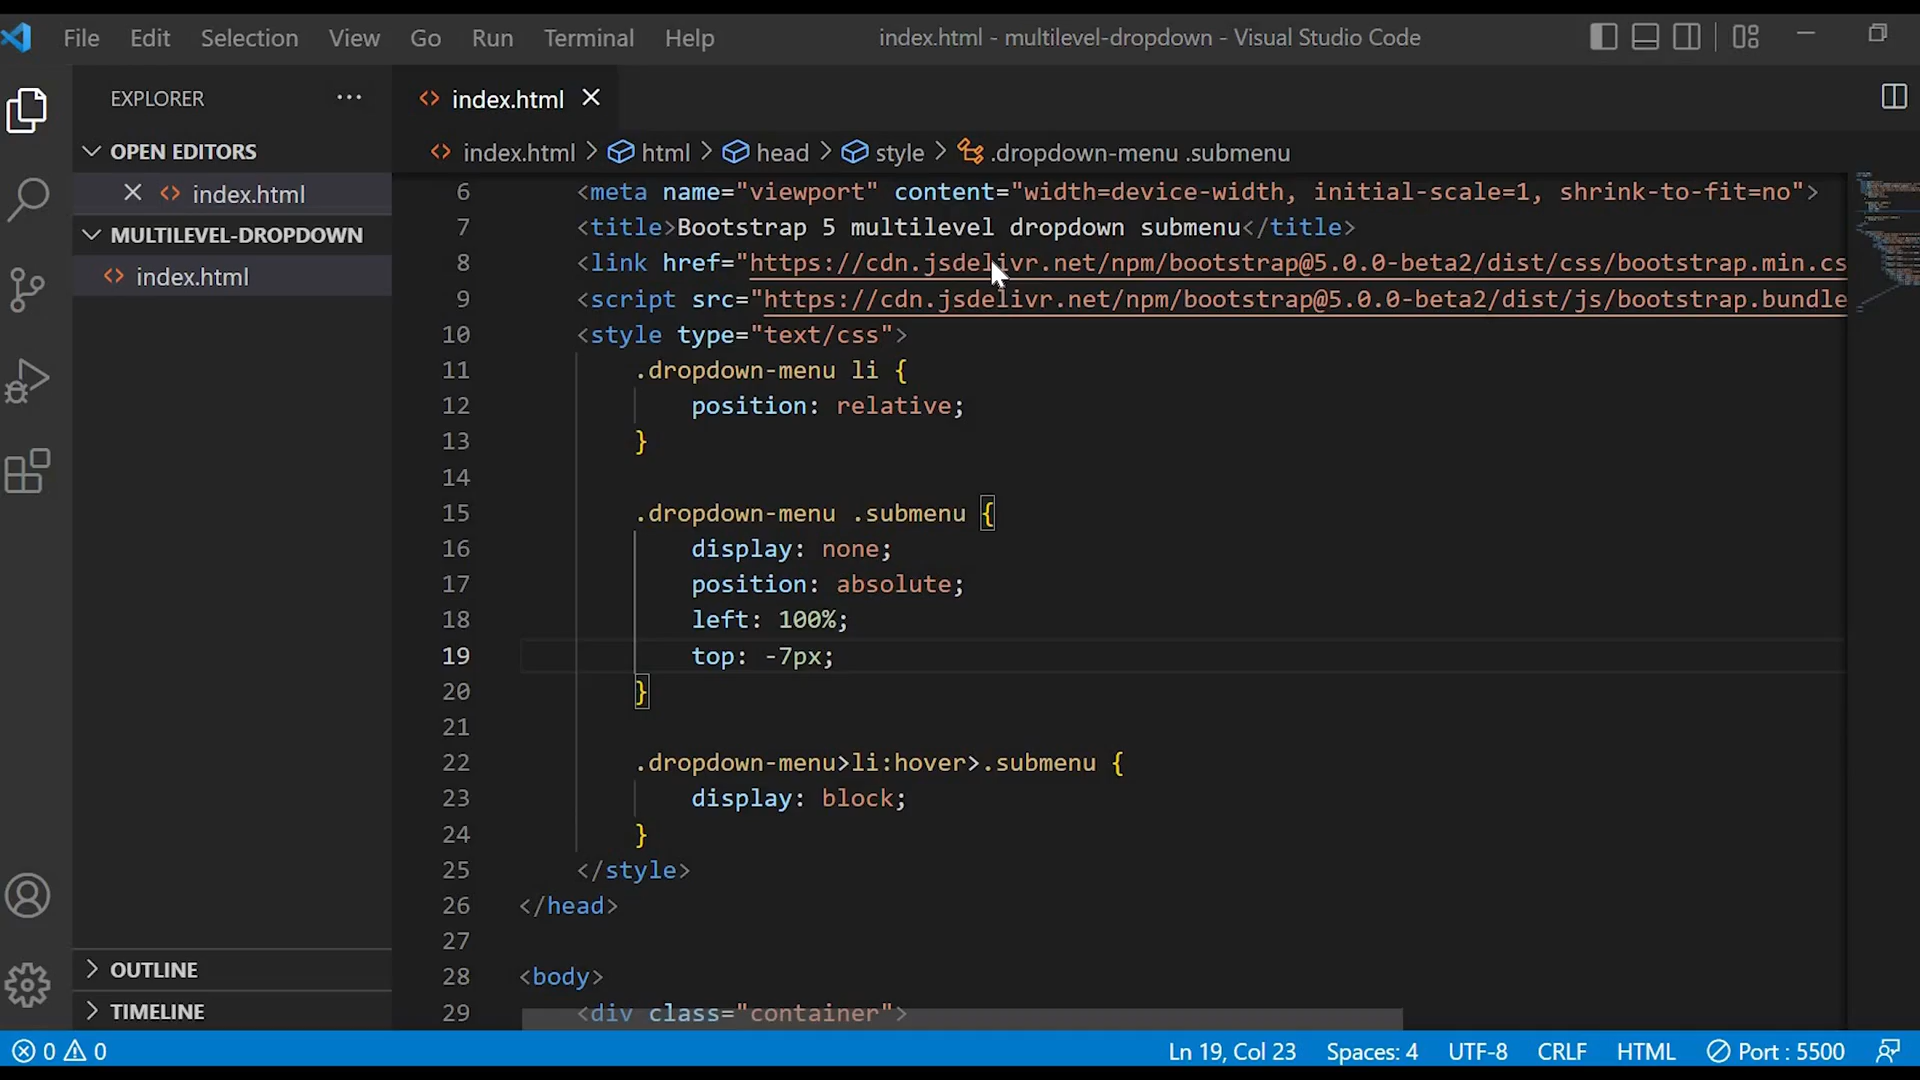 File Edit Selection View Go Run Terminal Help index.html - multilevel-dropdown - Visual Studio Code
EXPLORER
OPEN EDITORS
index.html
MULTILEVEL-DROPDOWN
index.html
OUTLINE
TIMELINE
index.html
index.html > html > head > style > .dropdown-menu .submenu
6 <meta name="viewport" content="width=device-width, initial-scale=1, shrink-to-fit=no">
7 <title>Bootstrap 5 multilevel dropdown submenu</title>
8 <link href="https://cdn.jsdelivr.net/npm/bootstrap@5.0.0-beta2/dist/css/bootstrap.min.cs
9 <script src="https://cdn.jsdelivr.net/npm/bootstrap@5.0.0-beta2/dist/js/bootstrap.bundle
10 <style type="text/css">
11 .dropdown-menu li {
12 position: relative;
13 }
14
15 .dropdown-menu .submenu {
16 display: none;
17 position: absolute;
18 left: 100%;
19 top: -7px;
20 }
21
22 .dropdown-menu>li:hover>.submenu {
23 display: block;
24 }
25 </style>
26 </head>
27
28 <body>
29 <div class="container">
0 0 Ln 19, Col 23 Spaces: 4 UTF-8 CRLF HTML Port : 5500